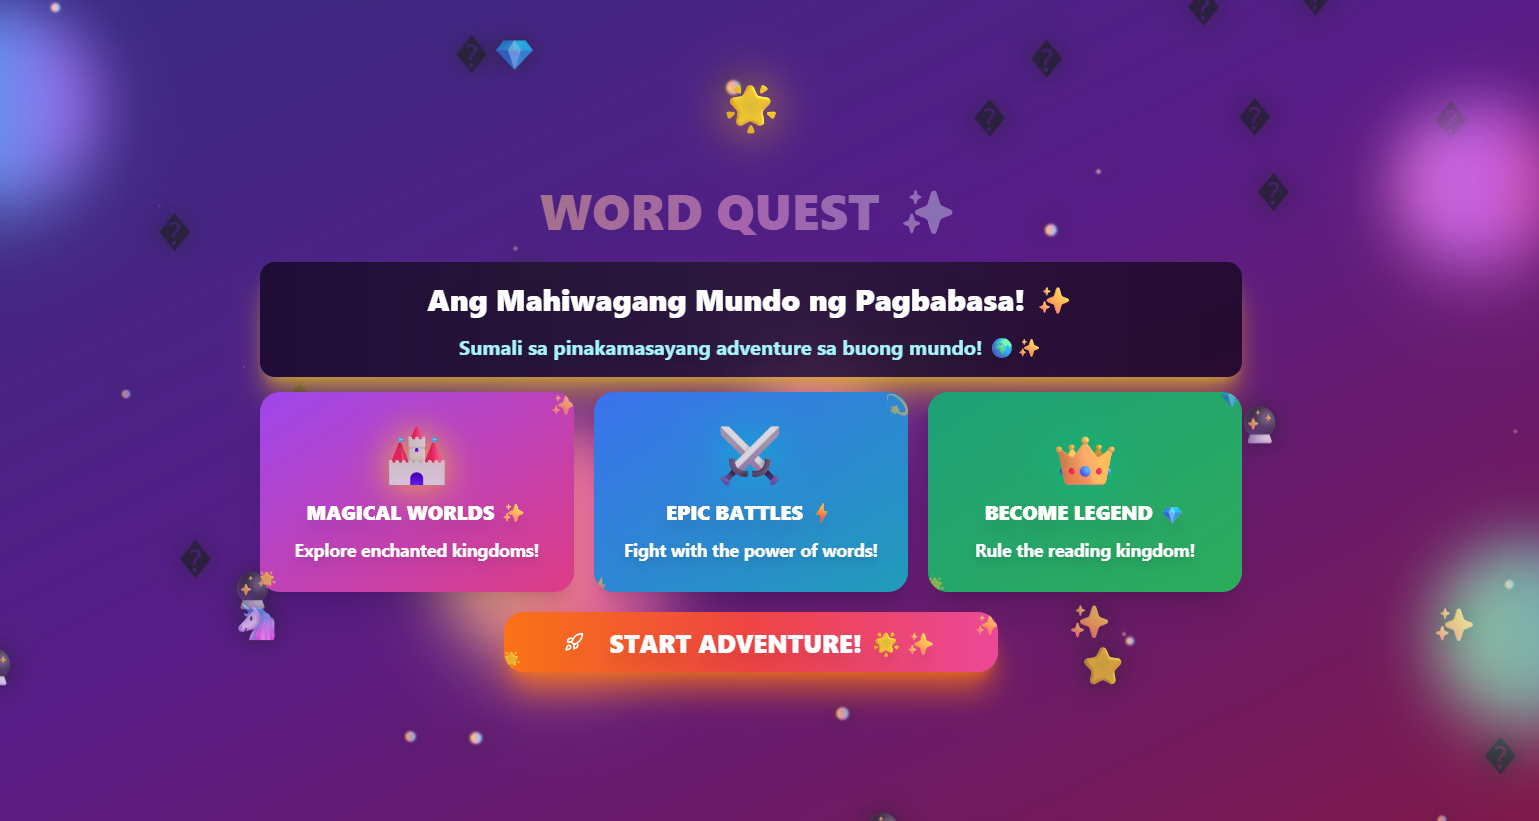 WORD QUEST ✨
Ang Mahiwagang Mundo ng Pagbabasa! ✨
Sumali sa pinakamasayang adventure sa buong mundo! 🌍✨
MAGICAL WORLDS ✨
Explore enchanted kingdoms!
EPIC BATTLES ⚡
Fight with the power of words!
BECOME LEGEND 💎
Rule the reading kingdom!
START ADVENTURE! 🌟✨